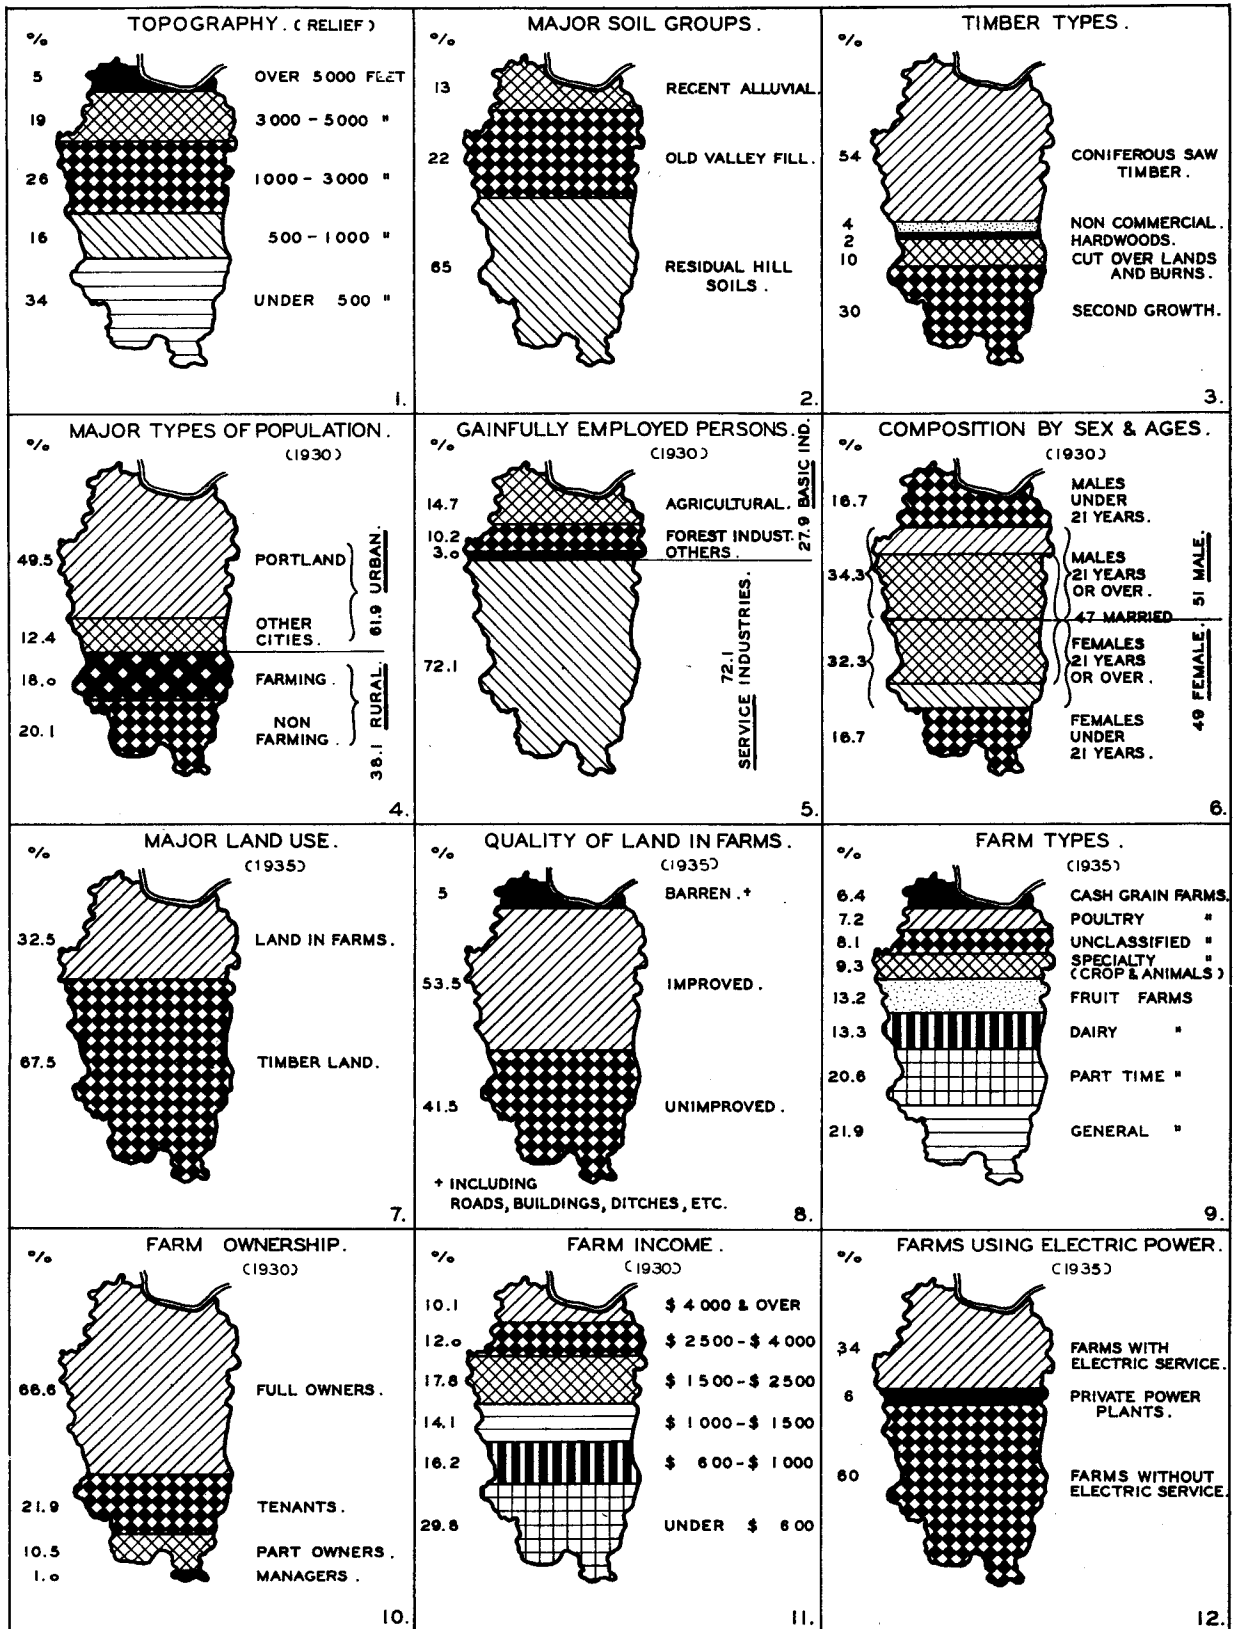 TOPOGRAPHY. (RELIEF)
%
5 OVER 5000 FEET
19 3000 - 5000 "
26 1000 - 3000 "
16 500 - 1000 "
34 UNDER 500 "
1.
MAJOR SOIL GROUPS.
%
13 RECENT ALLUVIAL.
22 OLD VALLEY FILL.
65 RESIDUAL HILL
SOILS.
2.
TIMBER TYPES.
%
54 CONIFEROUS SAW
TIMBER.
4 NON COMMERCIAL.
2 HARDWOODS.
10 CUT OVER LANDS
AND BURNS.
30 SECOND GROWTH.
3.
MAJOR TYPES OF POPULATION.
% (1930)
49.5 PORTLAND
12.4 OTHER
CITIES.
61.9 URBAN.
18.0 FARMING.
20.1 NON
FARMING.
38.1 RURAL.
4.
GAINFULLY EMPLOYED PERSONS.
% (1930)
14.7 AGRICULTURAL.
10.2 FOREST INDUST.
3.0 OTHERS.
27.9 BASIC IND.
72.1
72.1
SERVICE INDUSTRIES.
5.
COMPOSITION BY SEX & AGES.
% (1930)
16.7 MALES
UNDER
21 YEARS.
34.3 MALES
21 YEARS
OR OVER.
51 MALE.
47 MARRIED
32.3 FEMALES
21 YEARS
OR OVER.
49 FEMALE.
16.7 FEMALES
UNDER
21 YEARS.
6.
MAJOR LAND USE.
% (1935)
32.5 LAND IN FARMS.
67.5 TIMBER LAND.
7.
QUALITY OF LAND IN FARMS.
% (1935)
5 BARREN. +
53.5 IMPROVED.
41.5 UNIMPROVED.
+ INCLUDING
ROADS, BUILDINGS, DITCHES, ETC.
8.
FARM TYPES.
% (1935)
6.4 CASH GRAIN FARMS.
7.2 POULTRY "
8.1 UNCLASSIFIED "
9.3 SPECIALTY "
(CROP & ANIMALS)
13.2 FRUIT FARMS
13.3 DAIRY "
20.6 PART TIME "
21.9 GENERAL "
9.
FARM OWNERSHIP.
% (1930)
66.6 FULL OWNERS.
21.9 TENANTS.
10.5 PART OWNERS.
1.0 MANAGERS.
10.
FARM INCOME.
% (1930)
10.1 $ 4000 & OVER
12.0 $ 2500 - $ 4000
17.8 $ 1500 - $ 2500
14.1 $ 1000 - $ 1500
16.2 $ 600 - $ 1000
29.8 UNDER $ 600
11.
FARMS USING ELECTRIC POWER.
% (1935)
34 FARMS WITH
ELECTRIC SERVICE.
6 PRIVATE POWER
PLANTS.
60 FARMS WITHOUT
ELECTRIC SERVICE.
12.